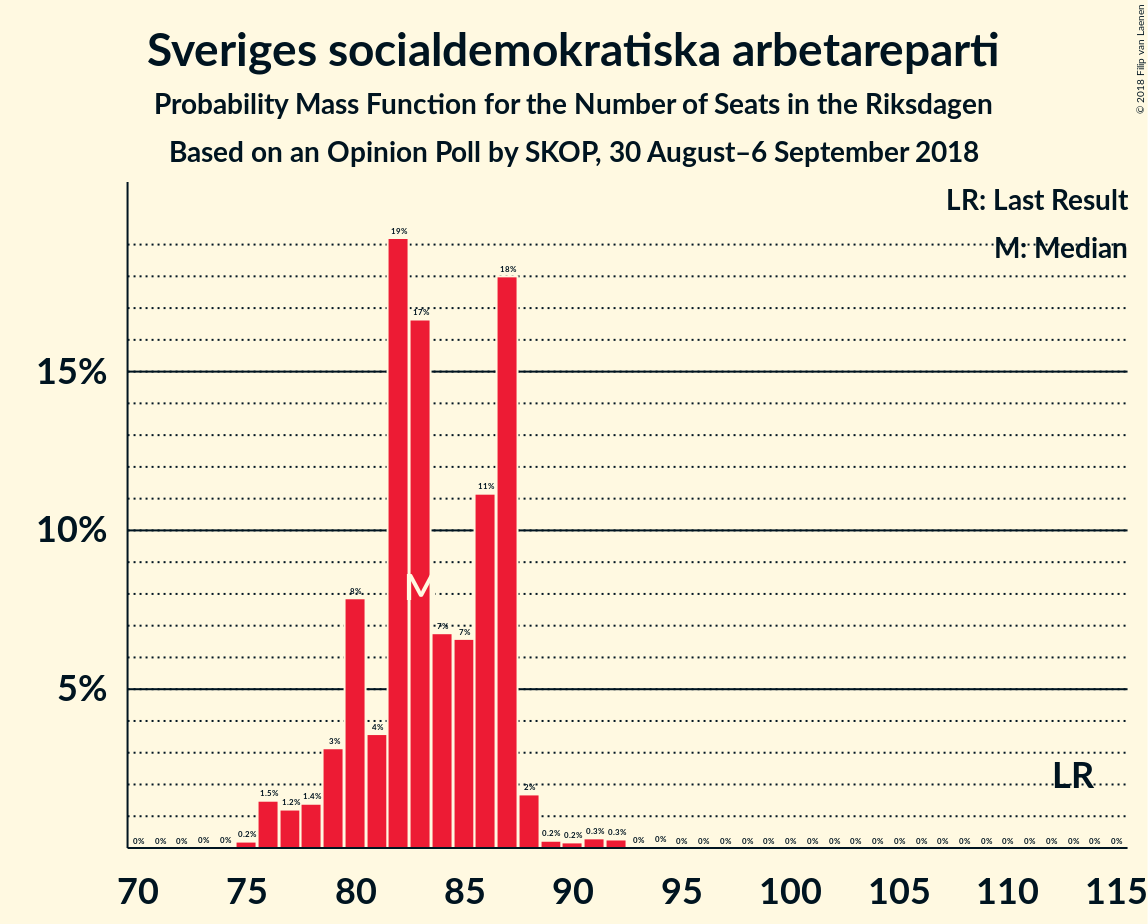 Sveriges socialdemokratiska arbetareparti
Probability Mass Function for the Number of Seats in the Riksdagen
Based on an Opinion Poll by SKOP, 30 August–6 September 2018
© 2018 Filip van Laenen
LR: Last Result
M: Median
15%
10%
5%
0% 0% 0% 0% 0% 0.2% 1.5% 1.2% 1.4% 3% 8% 4% 19% 17% 7% 7% 11% 18% 2% 0.2% 0.2% 0.3% 0.3% 0% 0% 0% 0% 0% 0% 0% 0% 0% 0% 0% 0% 0% 0% 0% 0% 0% 0% 0% 0% 0% 0% 0%
M
LR
70 75 80 85 90 95 100 105 110 115